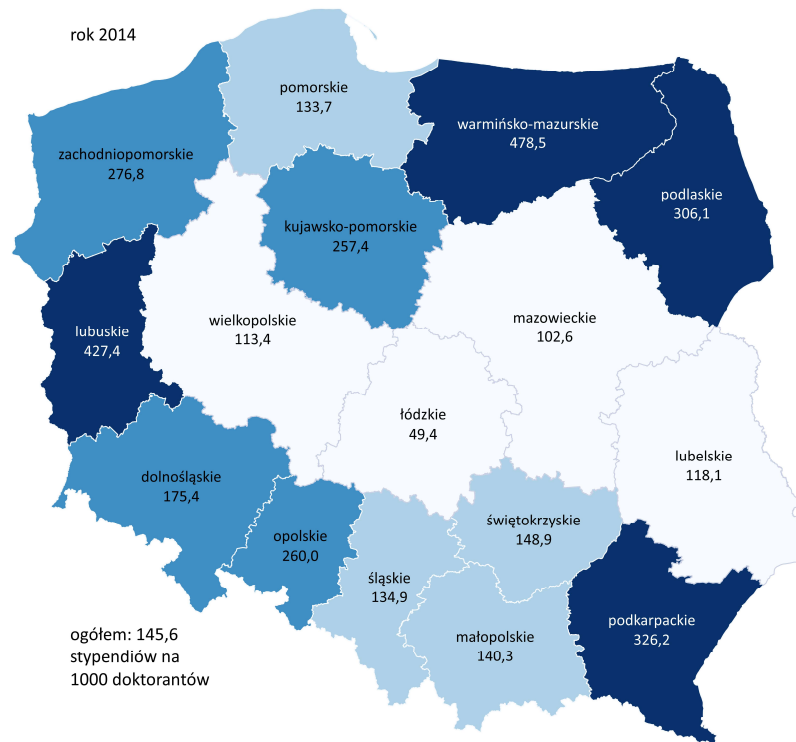 rok 2014
pomorskie
133,7
warmińsko-mazurskie
478,5
zachodniopomorskie
276,8
podlaskie
306,1
kujawsko-pomorskie
257,4
lubuskie
427,4
wielkopolskie
113,4
mazowieckie
102,6
łódzkie
49,4
lubelskie
118,1
dolnośląskie
175,4
opolskie
260,0
świętokrzyskie
148,9
śląskie
134,9
małopolskie
140,3
podkarpackie
326,2
ogółem: 145,6
stypendiów na
1000 doktorantów